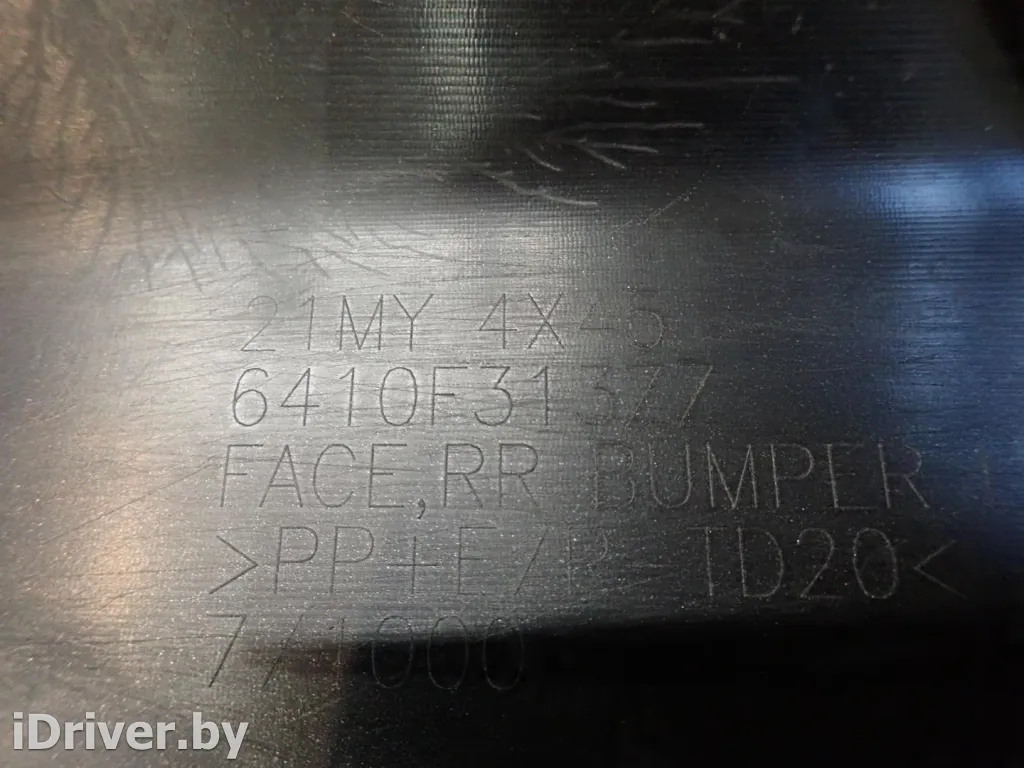 21MY 4X45
6410F31377
FACE,RR BUMPER
>PP+E/P-TD20<
7/1000
iDriver.by